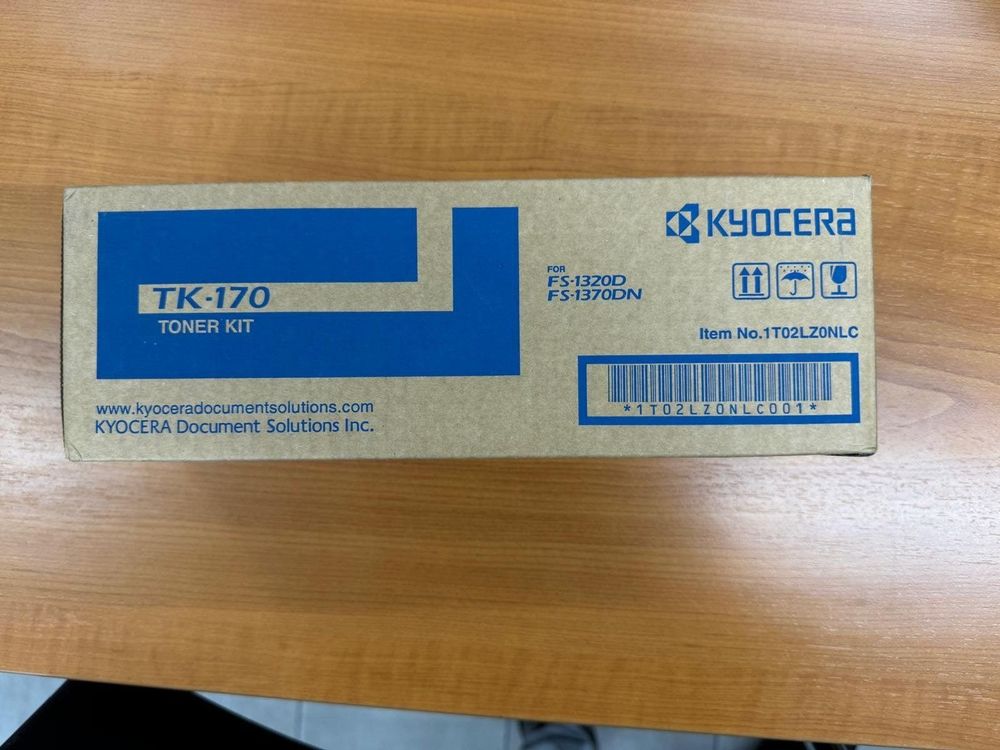 TK-170
TONER KIT
www.kyoceradocumentsolutions.com
KYOCERA Document Solutions Inc.
FOR
FS-1320D
FS-1370DN
KYOCERA
Item No.1T02LZ0NLC
*1T02LZ0NLC001*